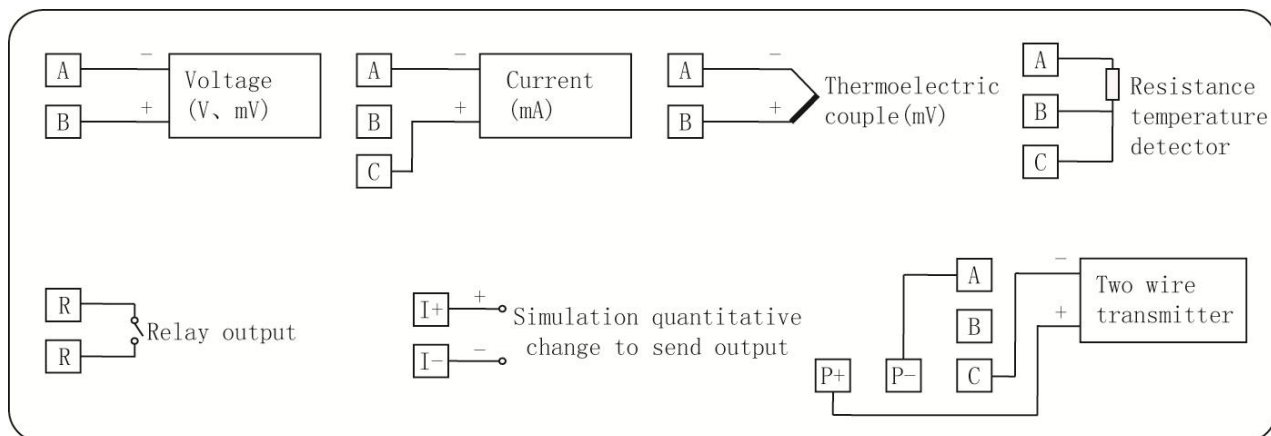 A
−
B
+
Voltage
(V、mV)
A
−
B
+
C
Current
(mA)
A
−
B
+
Thermoelectric
couple(mV)
A
B
C
Resistance
temperature
detector
R
R
Relay output
I+
+
I−
−
Simulation quantitative
change to send output
A
B
C
P+
P−
−
+
Two wire
transmitter